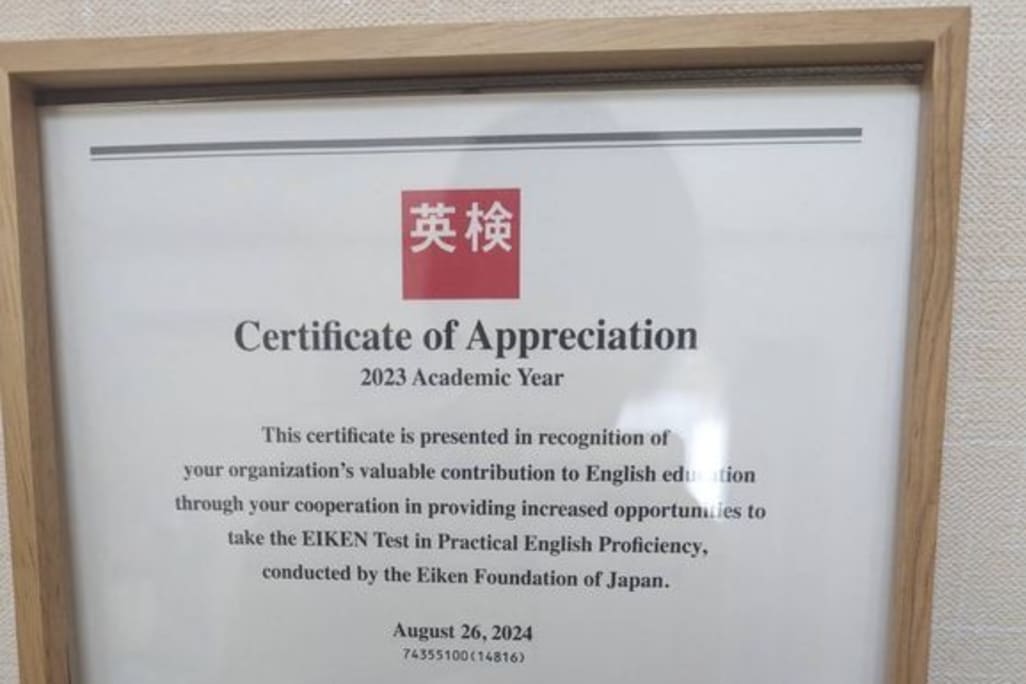 英検
Certificate of Appreciation
2023 Academic Year
This certificate is presented in recognition of
your organization's valuable contribution to English education
through your cooperation in providing increased opportunities to
take the EIKEN Test in Practical English Proficiency,
conducted by the Eiken Foundation of Japan.
August 26, 2024
74355100(14816)